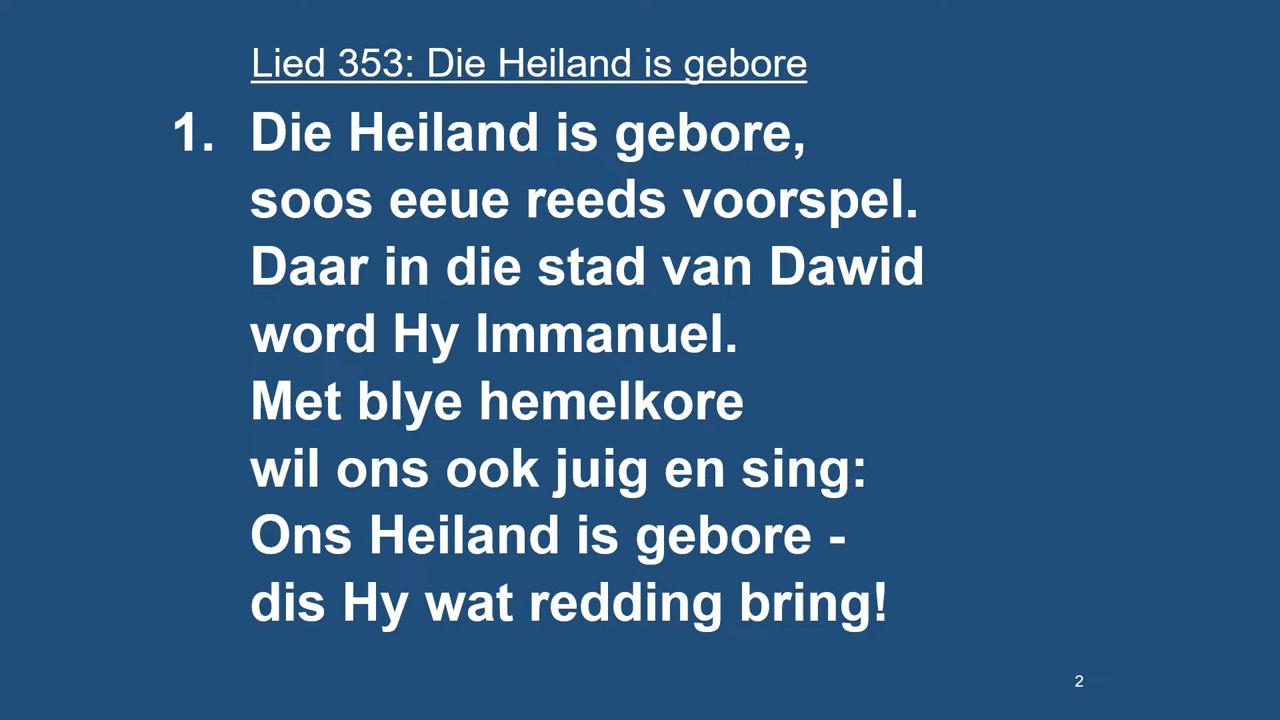 Lied 353: Die Heiland is gebore
1. Die Heiland is gebore,
soos eeue reeds voorspel.
Daar in die stad van Dawid
word Hy Immanuel.
Met blye hemelkore
wil ons ook juig en sing:
Ons Heiland is gebore -
dis Hy wat redding bring!
2